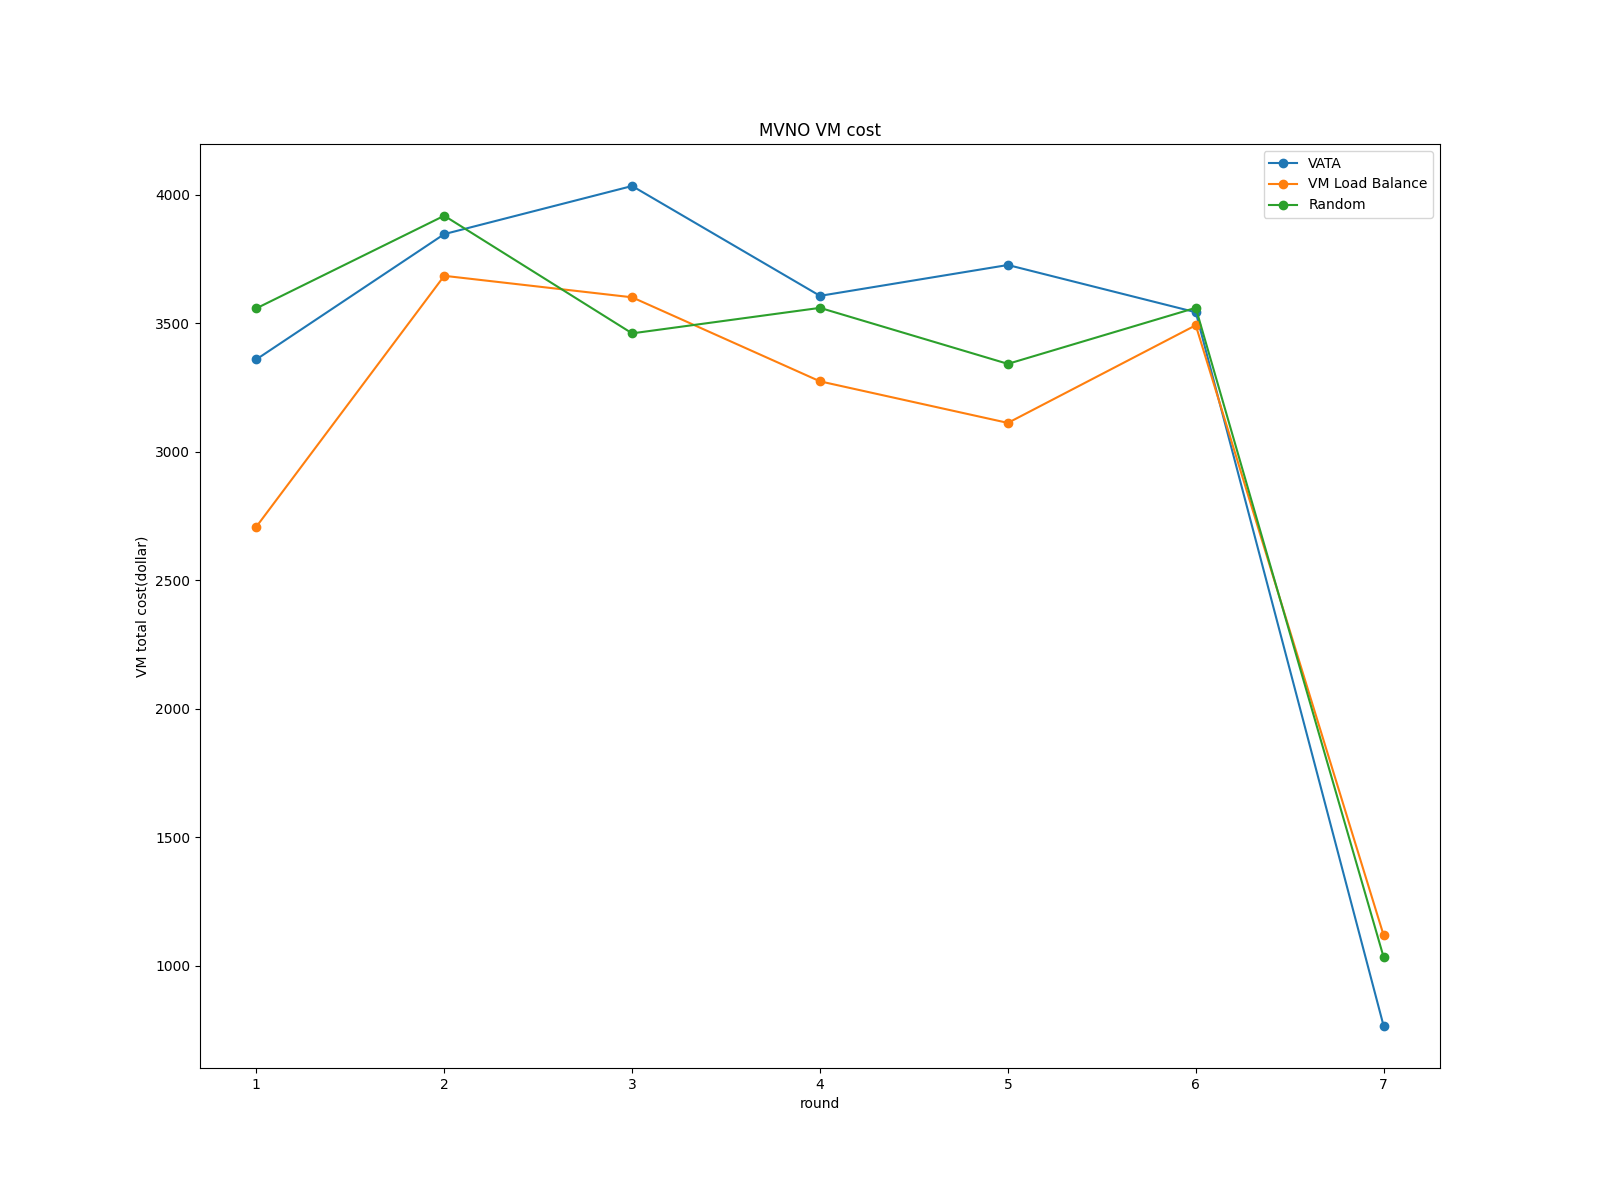 MVNO VM cost
VATA
VM Load Balance
Random
4000
3500
3000
2500
2000
1500
1000
VM total cost(dollar)
1 2 3 4 5 6 7
round